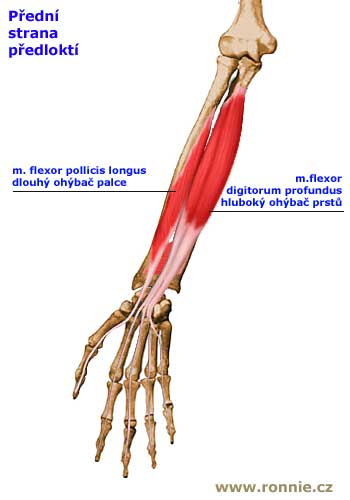 Přední
strana
předloktí
m. flexor pollicis longus
dlouhý ohýbač palce
m.flexor
digitorum profundus
hluboký ohýbač prstů
www.ronnie.cz